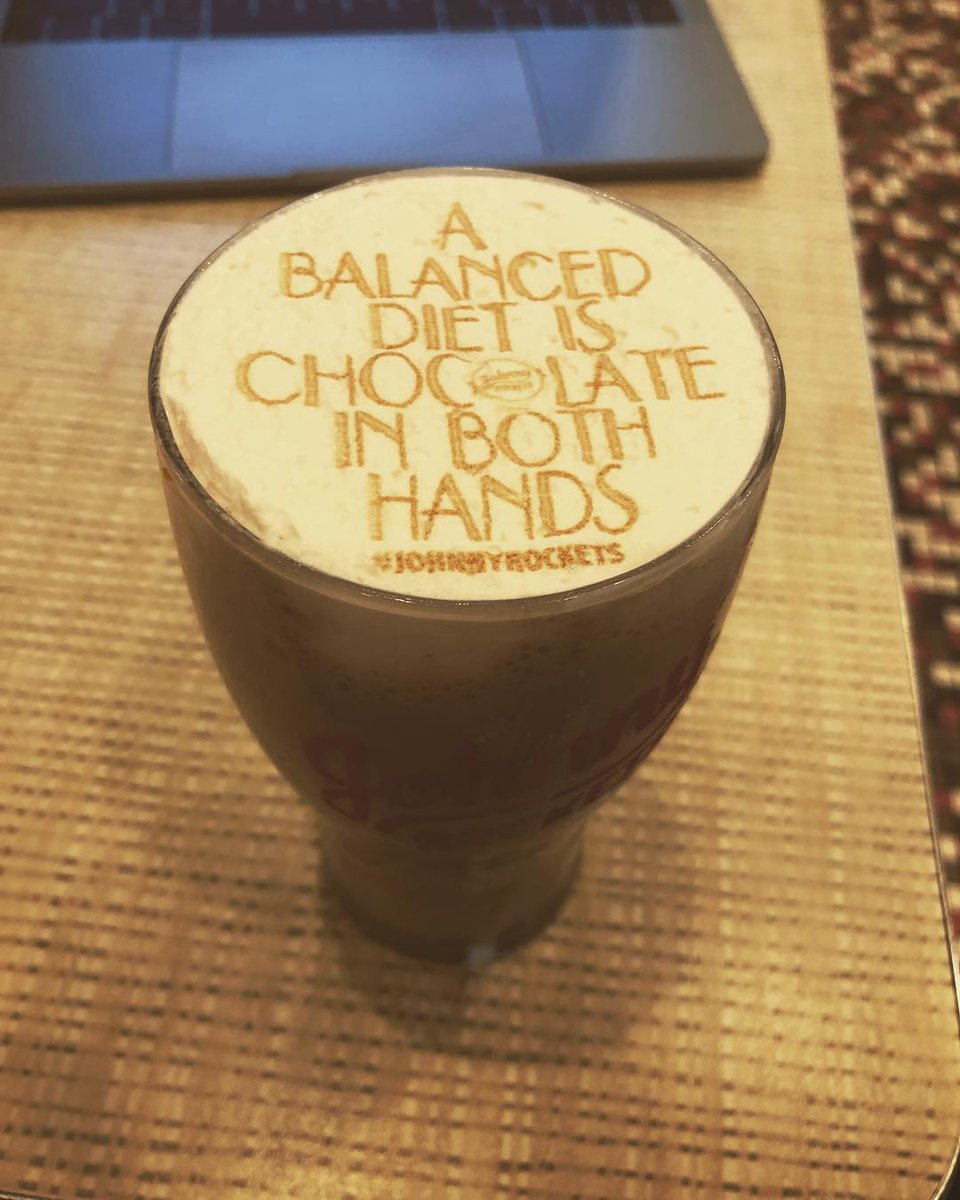 A
BALANCED
DIET IS
CHOCOLATE
IN BOTH
HANDS
#JOHNNYROCKETS